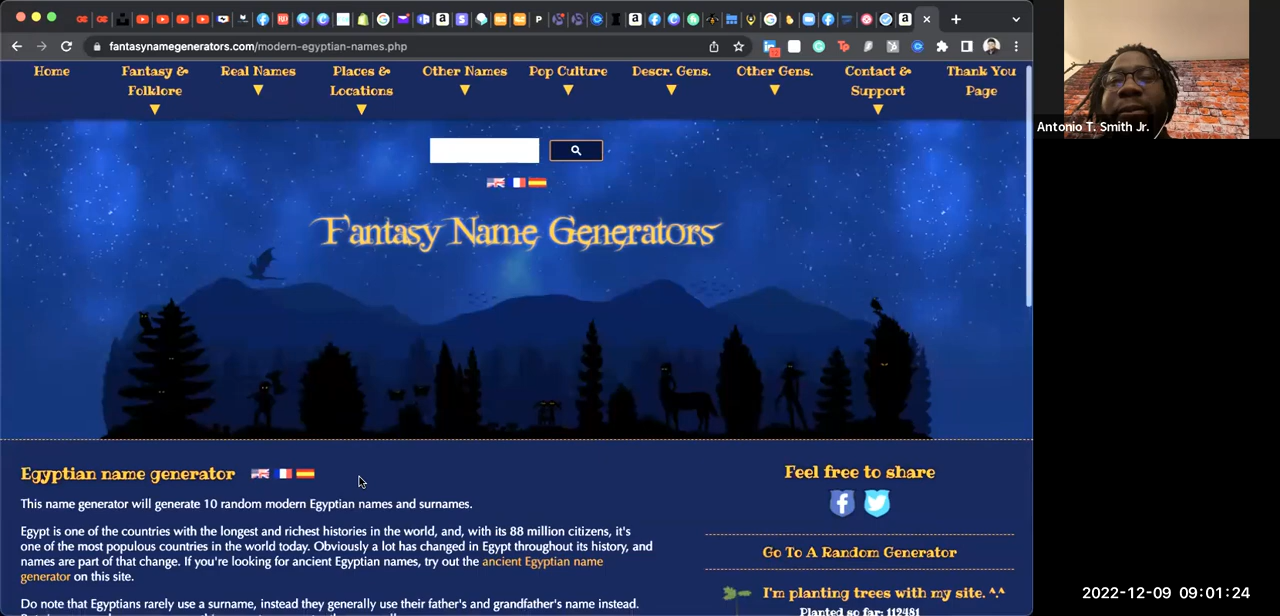 fantasynamegenerators.com/modern-egyptian-names.php
Home
Fantasy & Folklore
Real Names
Places & Locations
Other Names
Pop Culture
Descr. Gens.
Other Gens.
Contact & Support
Thank You Page
Antonio T. Smith Jr.
Fantasy Name Generators
Egyptian name generator
This name generator will generate 10 random modern Egyptian names and surnames.
Egypt is one of the countries with the longest and richest histories in the world, and, with its 88 million citizens, it's
one of the most populous countries in the world today. Obviously a lot has changed in Egypt throughout its history, and
names are part of that change. If you're looking for ancient Egyptian names, try out the ancient Egyptian name
generator on this site.
Do note that Egyptians rarely use a surname, instead they generally use their father's and grandfather's name instead.
Feel free to share
Go To A Random Generator
I'm planting trees with my site. ^.^
Planted so far: 112481
2022-12-09 09:01:24